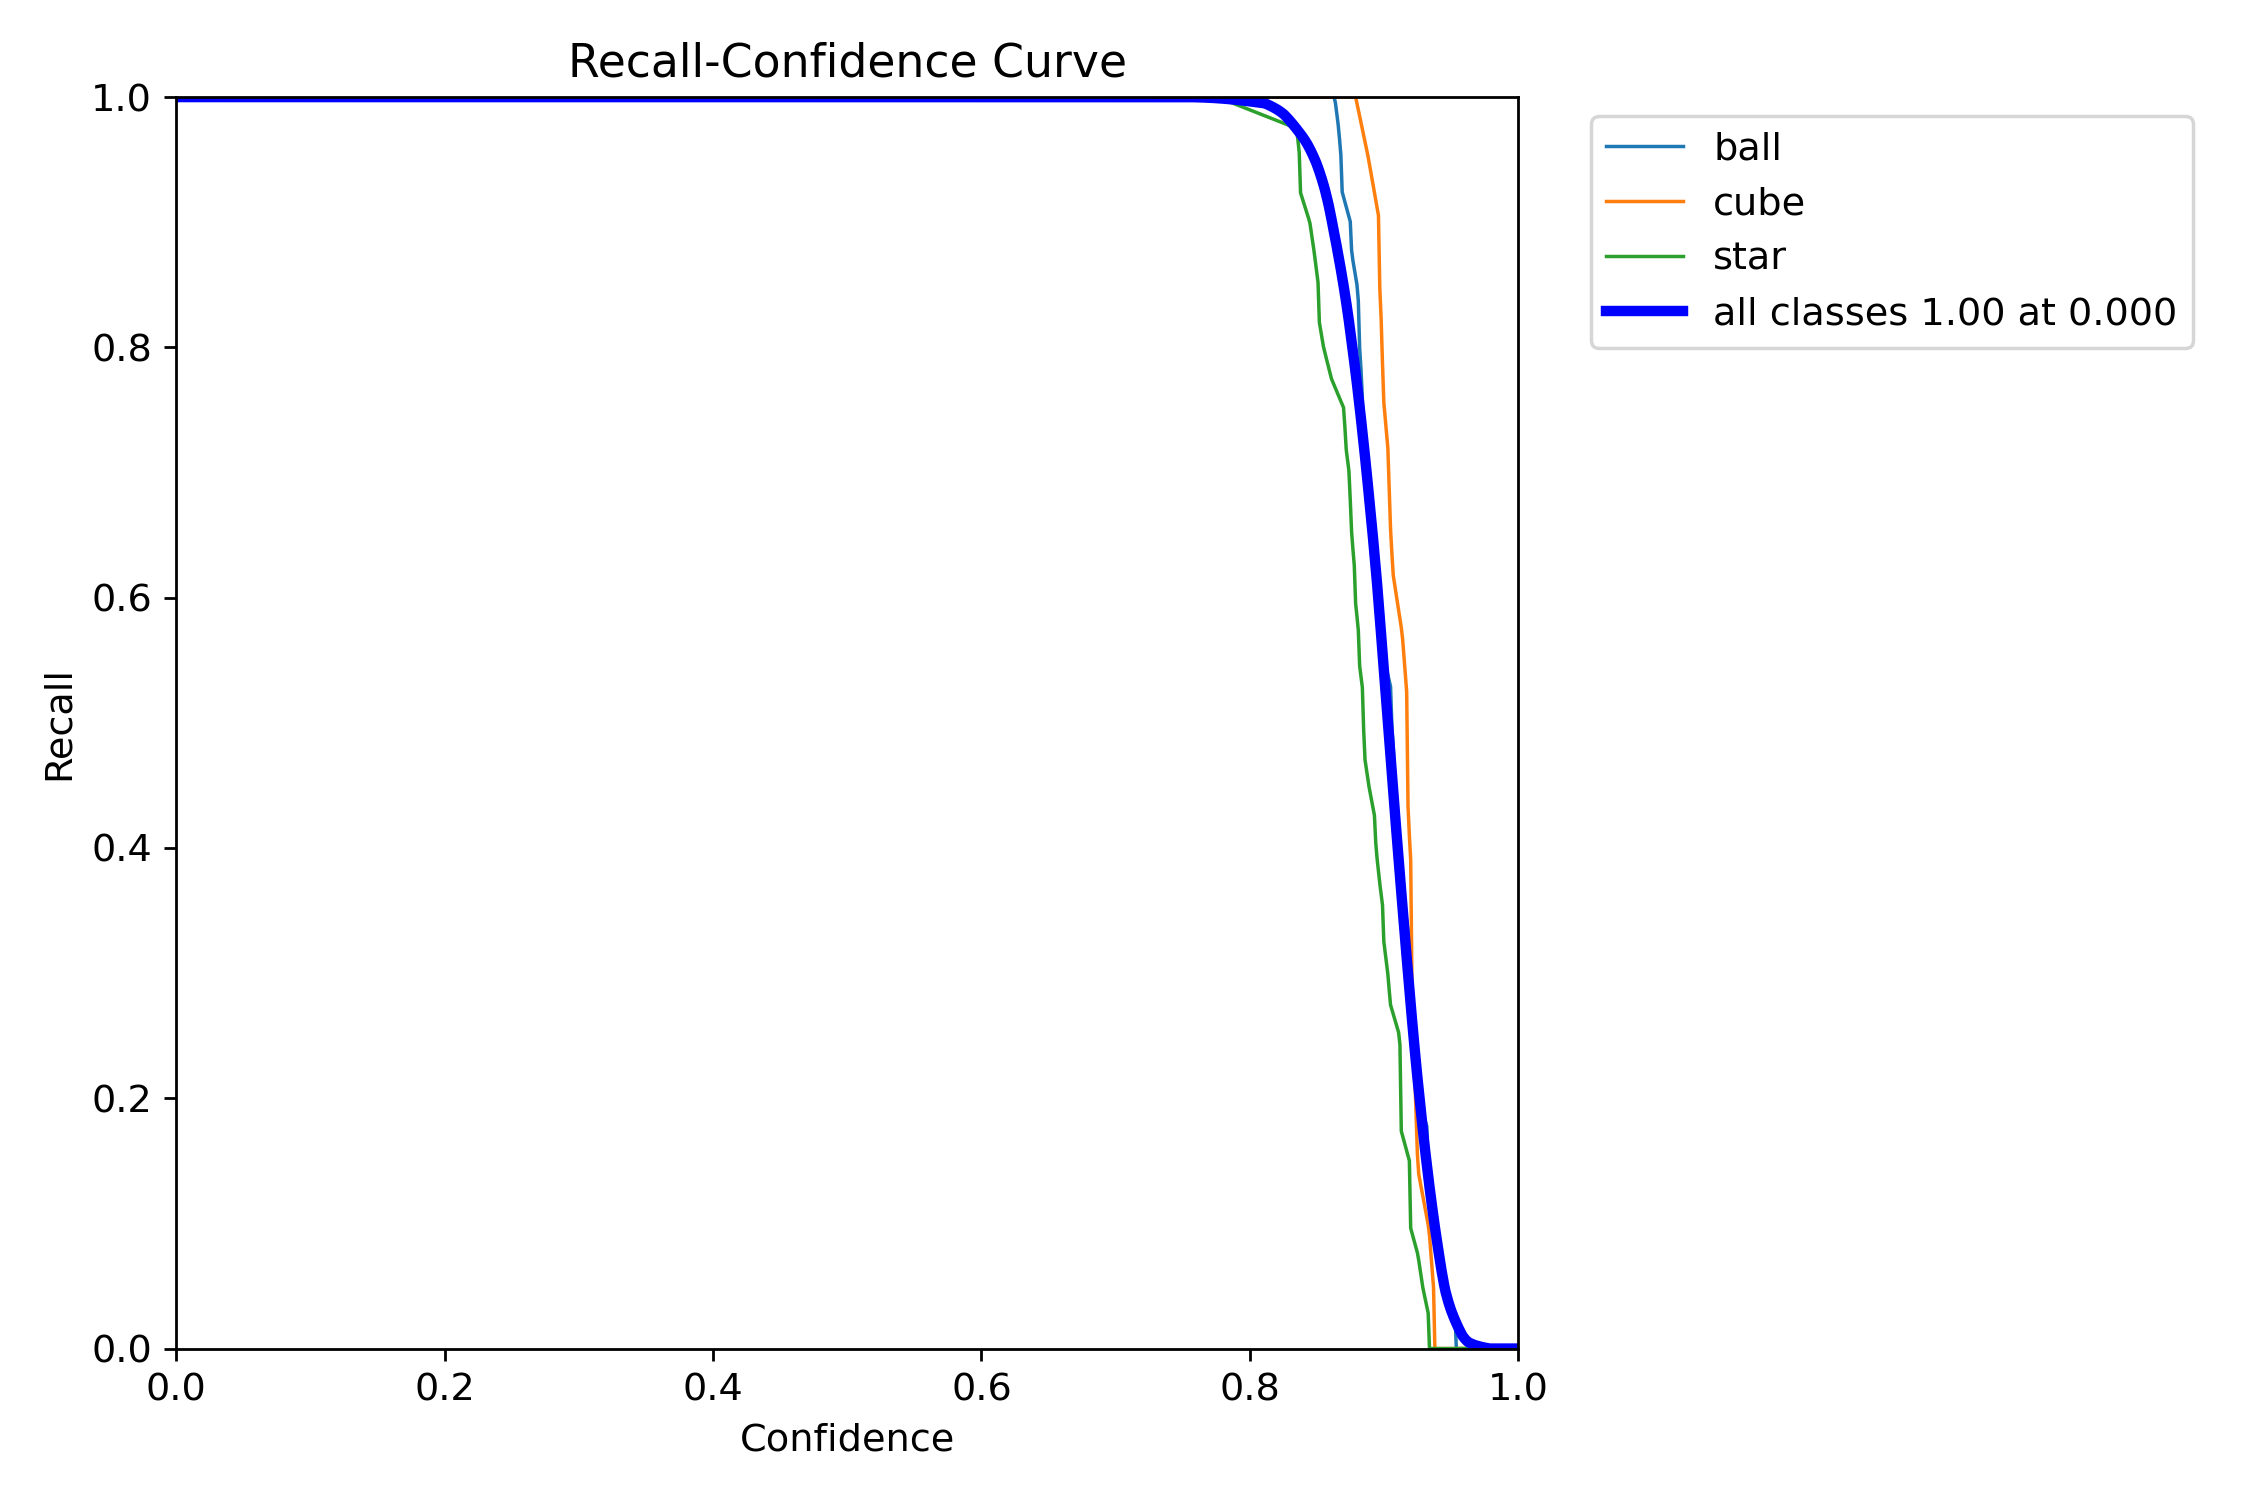 Recall-Confidence Curve
1.0
0.8
0.6
0.4
0.2
0.0
Recall
0.0 0.2 0.4 0.6 0.8 1.0
Confidence
ball
cube
star
all classes 1.00 at 0.000